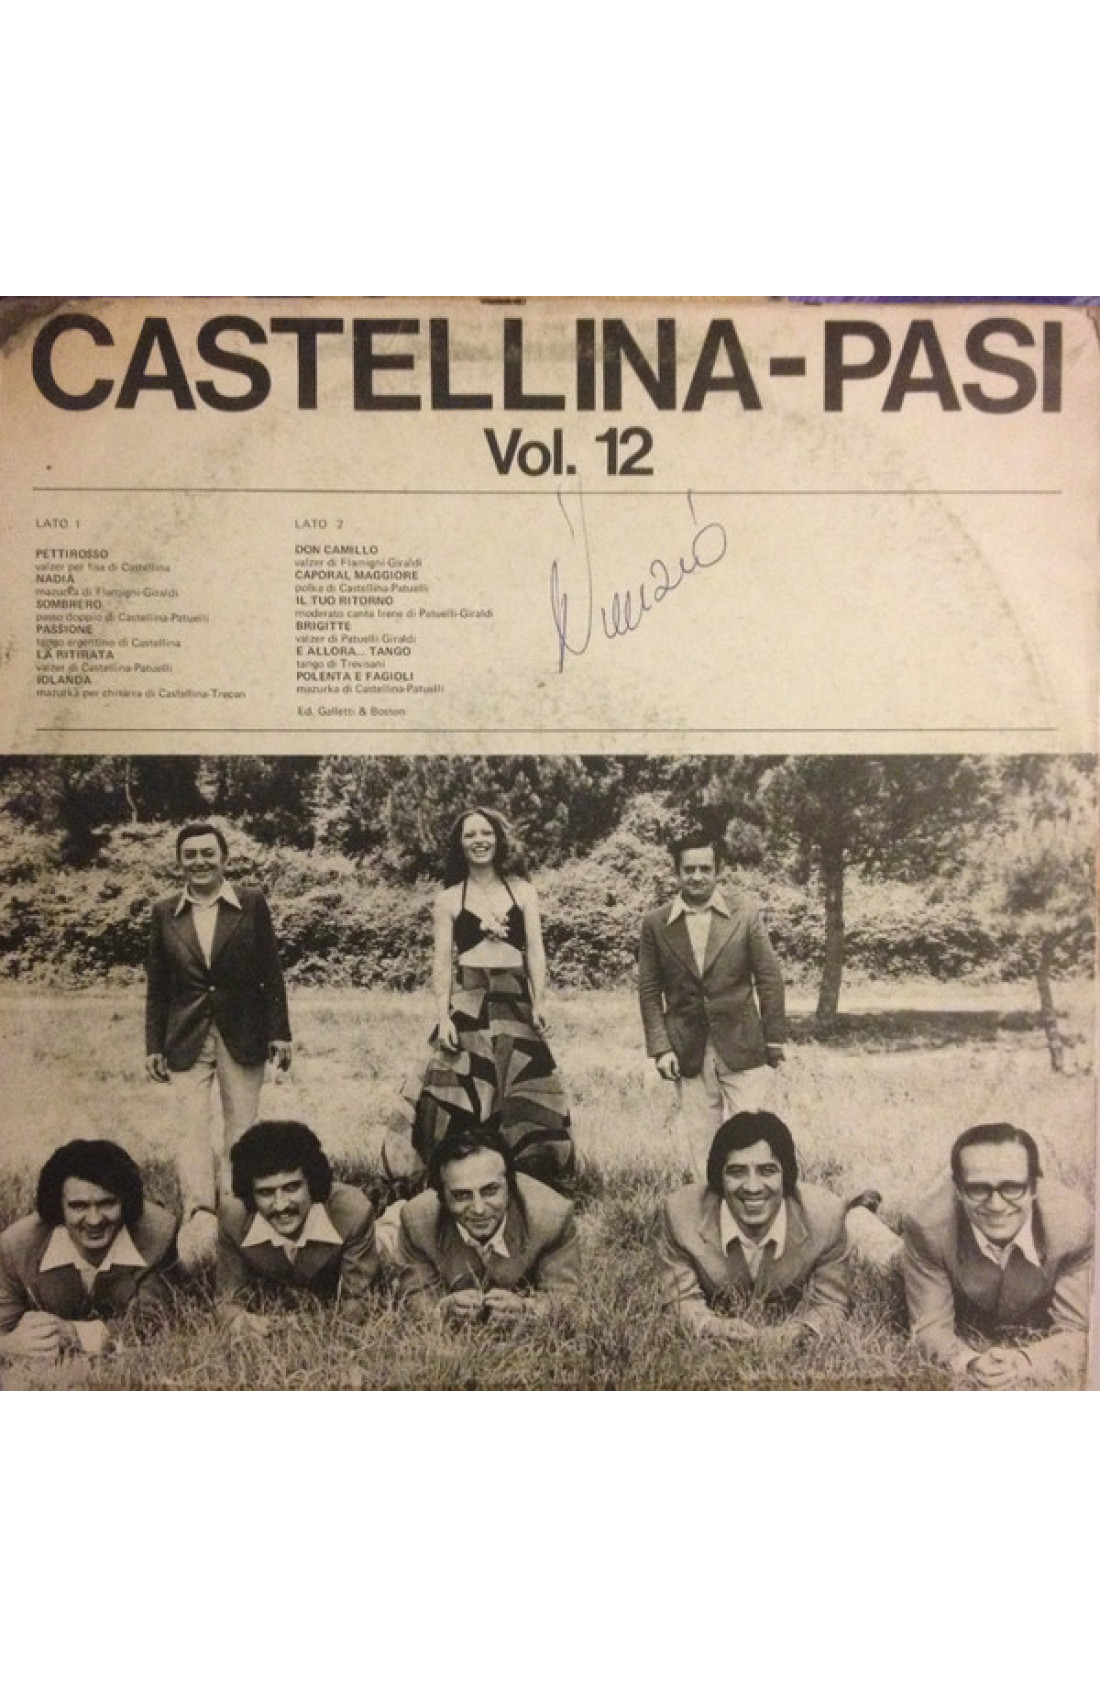 CASTELLINA-PASI
Vol. 12
LATO 1
PETTIROSSO
valzer per fisa di Castellina
NADIA
mazurka di Flamigni-Giraldi
SOMBRERO
passo doppio di Castellina-Patuelli
PASSIONE
tango argentino di Castellina
LA RITIRATA
valzer di Castellina-Patuelli
IOLANDA
mazurka per chitarra di Castellina-Trecan
LATO 2
DON CAMILLO
valzer di Flamigni-Giraldi
CAPORAL MAGGIORE
polka di Castellina-Patuelli
IL TUO RITORNO
moderato canta Irene di Patuelli-Giraldi
BRIGITTE
valzer di Patuelli-Giraldi
E ALLORA... TANGO
tango di Trevisani
POLENTA E FAGIOLI
mazurka di Castellina-Patuelli
Ed. Galletti & Boston